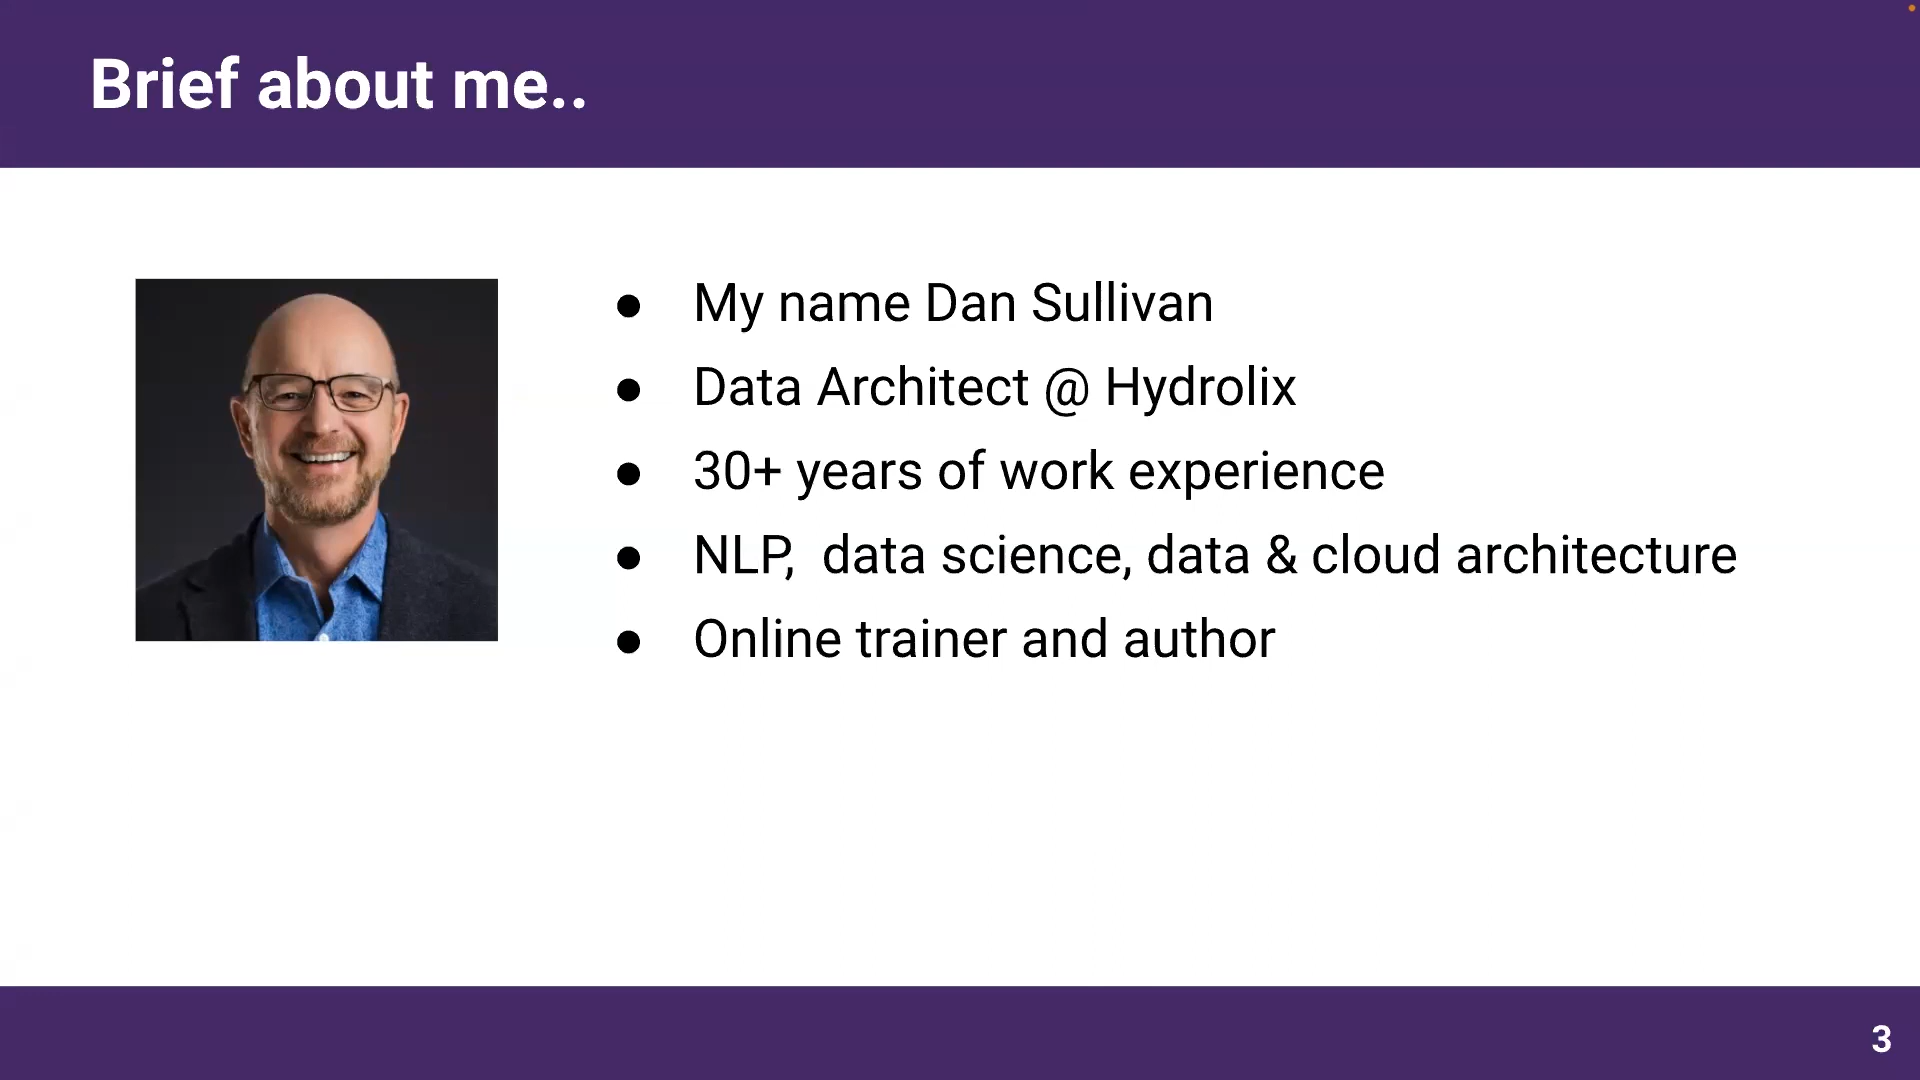 Brief about me..
● My name Dan Sullivan
● Data Architect @ Hydrolix
● 30+ years of work experience
● NLP,  data science, data & cloud architecture
● Online trainer and author
3